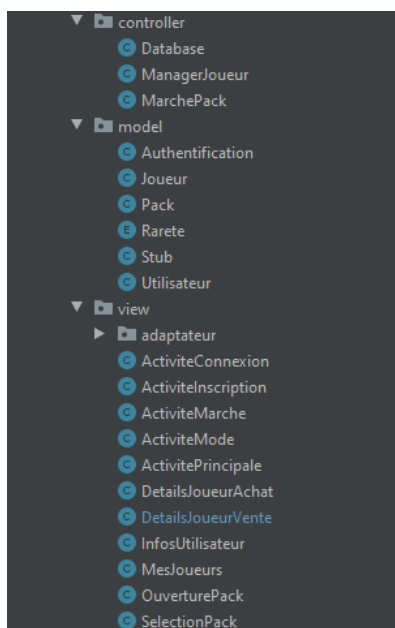 controller
Database
ManagerJoueur
MarchePack
model
Authentification
Joueur
Pack
Rarete
Stub
Utilisateur
view
adaptateur
ActiviteConnexion
ActiviteInscription
ActiviteMarche
ActiviteMode
ActivitePrincipale
DetailsJoueurAchat
DetailsJoueurVente
InfosUtilisateur
MesJoueurs
OuverturePack
SelectionPack